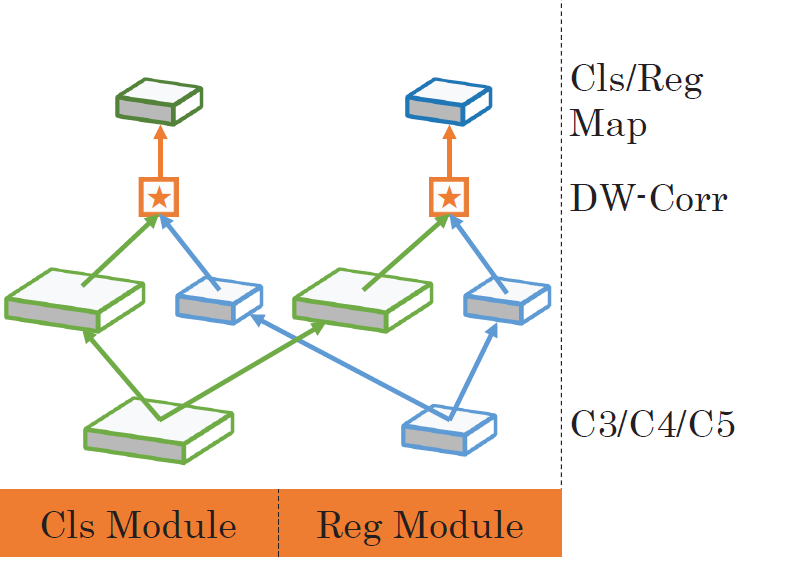 Cls/Reg
Map
DW-Corr
C3/C4/C5
Cls Module
Reg Module